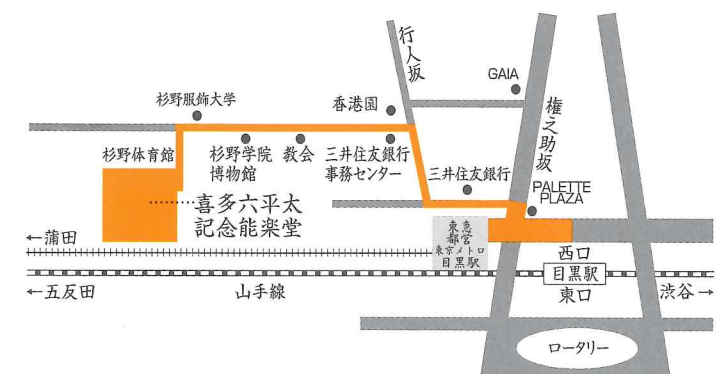 行人坂
GAIA
権之助坂
杉野服飾大学
香港園
杉野体育館
杉野学院
博物館
教会
三井住友銀行
事務センター
三井住友銀行
PALETTE
PLAZA
喜多六平太
記念能楽堂
東急
都営
東京メトロ
目黒駅
←蒲田
西口
目黒駅
東口
←五反田
山手線
渋谷→
ロータリー